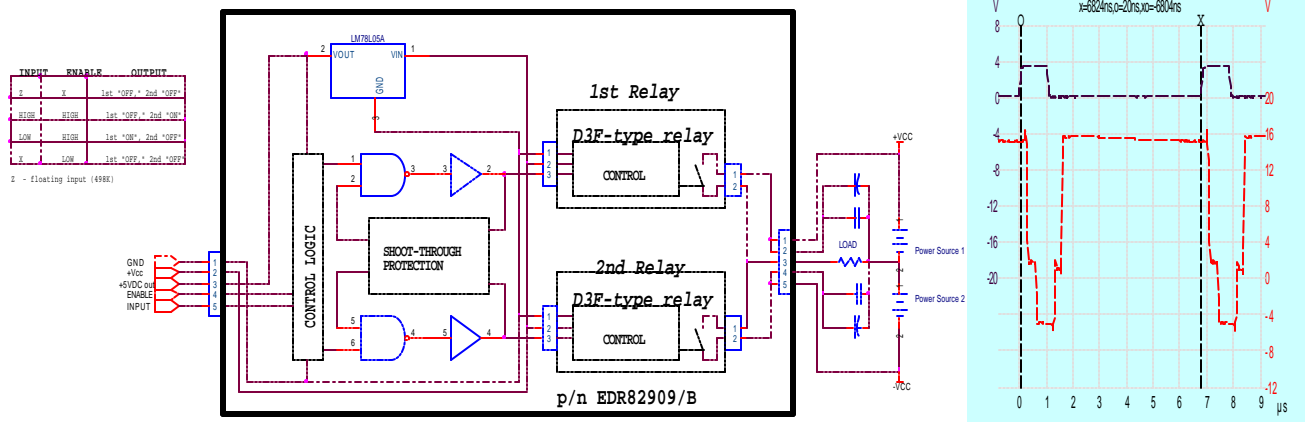 INPUT ENABLE OUTPUT
Z X 1st "OFF," 2nd "OFF"
HIGH HIGH 1st "OFF," 2nd "ON"
LOW HIGH 1st "ON", 2nd "OFF"
X LOW 1st "OFF," 2nd "OFF"
Z - floating input (498K)
LM78L05A
2 VOUT VIN 1
GND
3
CONTROL LOGIC
1
2
3
3
2
SHOOT-THROUGH
PROTECTION
5
6
4
5
4
1st Relay
D3F-type relay
1
2
3
CONTROL
1
2
2nd Relay
D3F-type relay
1
2
3
CONTROL
1
2
GND 1
+Vcc 2
+5VDC out 3
ENABLE 4
INPUT 5
p/n EDR82909/B
1
2
3
4
5
LOAD
+VCC
1
Power Source 1
2
1
Power Source 2
2
-VCC
V x=6824ns,o=20ns,xo=-6804ns V
O X
8
4
0 20
-4 16
-8 12
-12 8
-16 4
-20 0
-4
-8
-12
0 1 2 3 4 5 6 7 8 9 µs